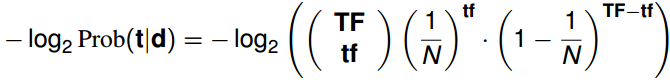 − log₂ Prob(t|d) = − log₂ ( ( TF tf ) ( 1/N )^tf · ( 1 − 1/N )^TF−tf )